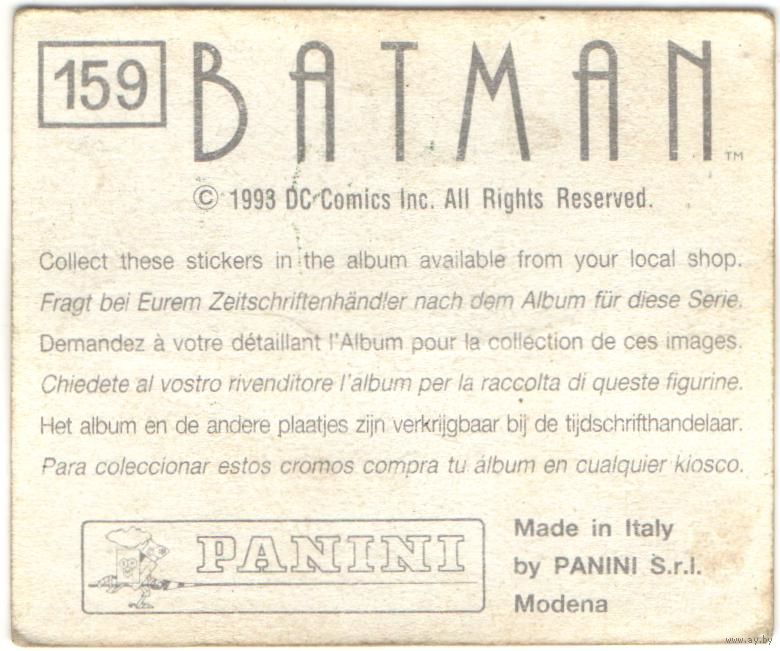 159
BATMAN™
© 1993 DC Comics Inc. All Rights Reserved.
Collect these stickers in the album available from your local shop.
Fragt bei Eurem Zeitschriftenhändler nach dem Album für diese Serie.
Demandez à votre détaillant l'Album pour la collection de ces images.
Chiedete al vostro rivenditore l'album per la raccolta di queste figurine.
Het album en de andere plaatjes zijn verkrijgbaar bij de tijdschrifthandelaar.
Para coleccionar estos cromos compra tu álbum en cualquier kiosco.
PANINI
Made in Italy
by PANINI S.r.l.
Modena
www.ay.by